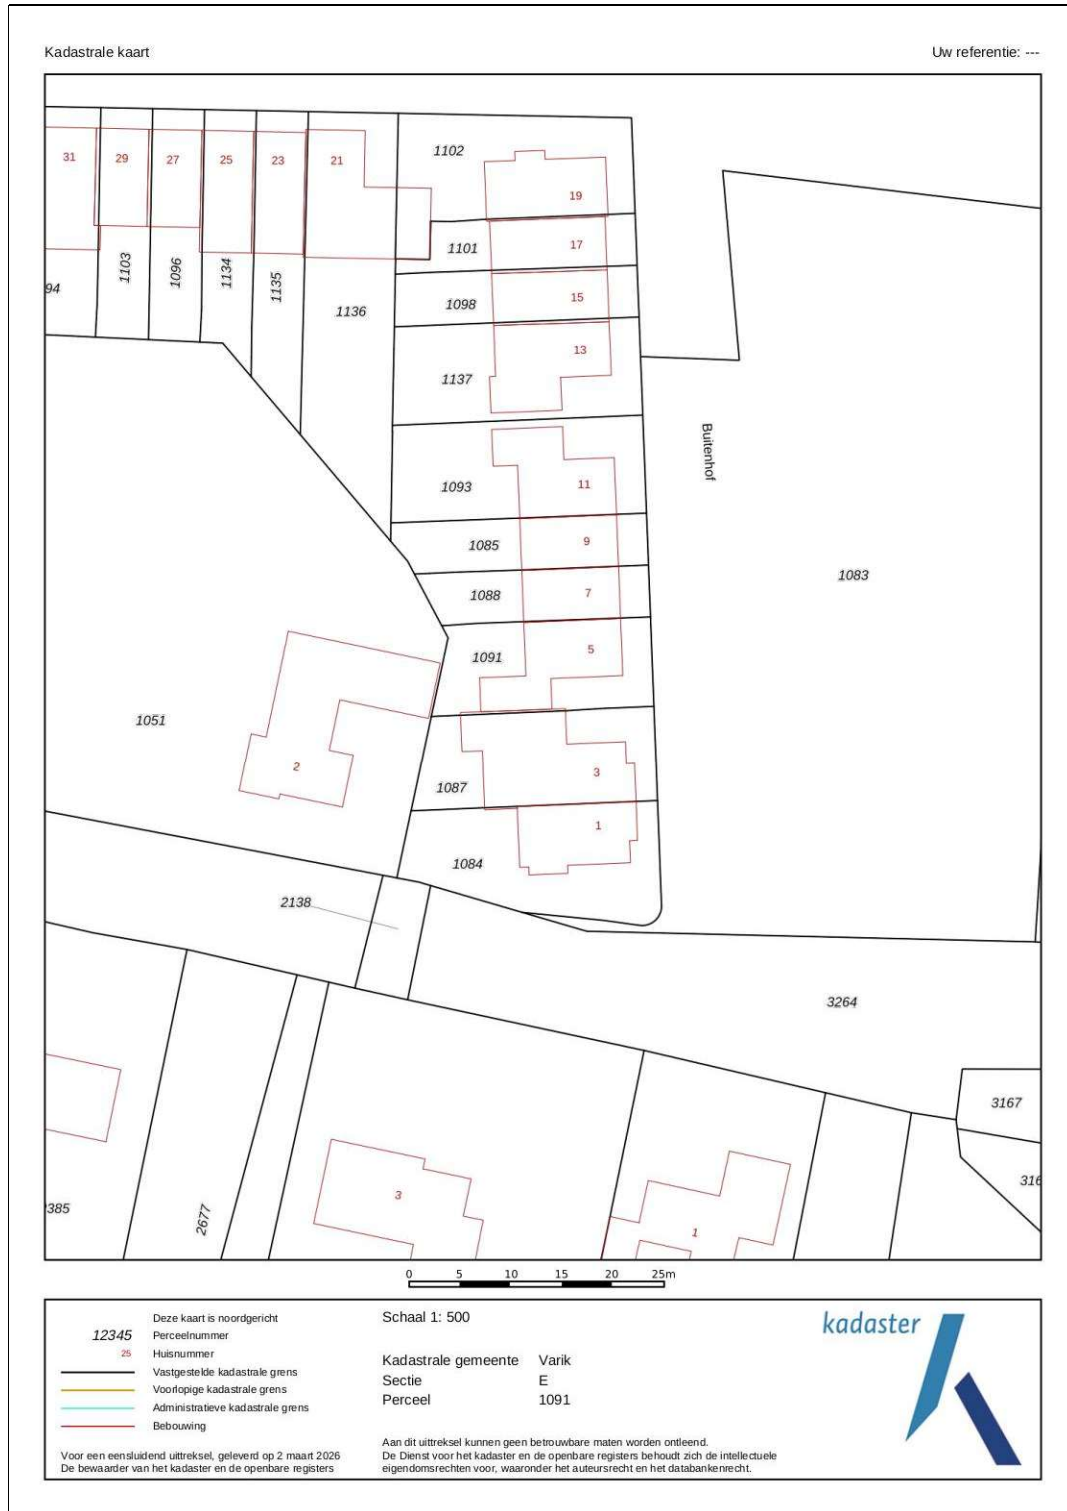 Kadastrale kaart
Uw referentie: ---
31
29
27
25
23
21
1102
19
1101
17
1103
1096
1134
1135
94
1098
15
1136
13
1137
Buitenhof
1093
11
1085
9
1083
1088
7
1091
5
1051
2
3
1087
1
1084
2138
3264
3167
316
385
2677
3
1
0 5 10 15 20 25m
Deze kaart is noordgericht
12345 Perceelnummer
25 Huisnummer
Vastgestelde kadastrale grens
Voorlopige kadastrale grens
Administratieve kadastrale grens
Bebouwing
Voor een eensluidend uittreksel, geleverd op 2 maart 2026
De bewaarder van het kadaster en de openbare registers
Schaal 1: 500
Kadastrale gemeente Varik
Sectie E
Perceel 1091
Aan dit uittreksel kunnen geen betrouwbare maten worden ontleend.
De Dienst voor het kadaster en de openbare registers behoudt zich de intellectuele
eigendomsrechten voor, waaronder het auteursrecht en het databankenrecht.
kadaster